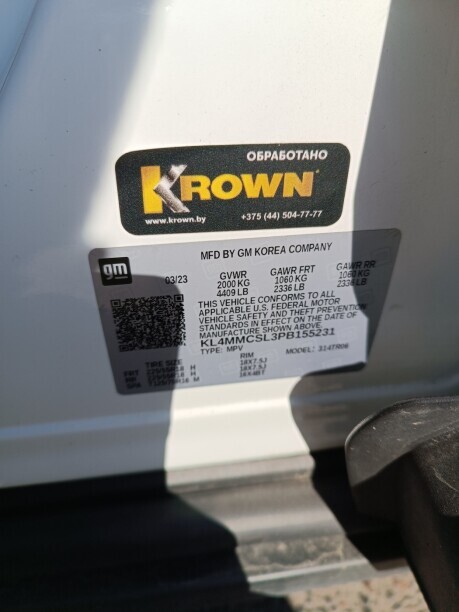 ОБРАБОТАНО
KROWN
www.krown.by +375 (44) 504-77-77
gm
MFD BY GM KOREA COMPANY
03/23 GVWR GAWR FRT GAWR RR
2000 KG 1060 KG 1060 KG
4409 LB 2336 LB 2336 LB
THIS VEHICLE CONFORMS TO ALL
APPLICABLE U.S. FEDERAL MOTOR
VEHICLE SAFETY AND THEFT PREVENTION
STANDARDS IN EFFECT ON THE DATE OF
MANUFACTURE SHOWN ABOVE.
KL4MMCSL3PB155231
TYPE: MPV MODEL:
TIRE SIZE RIM
FRT H 18X7.5J
H 18X7.5J
M